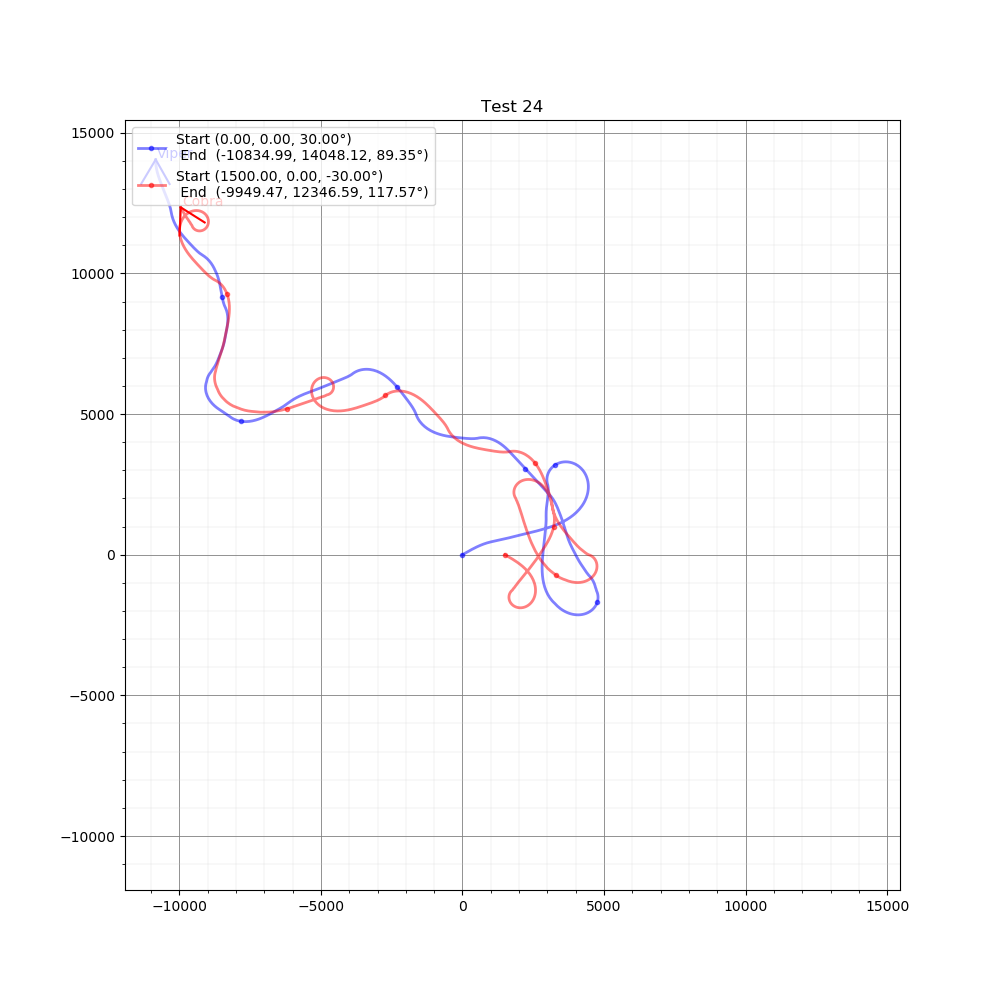 Test 24
Start (0.00, 0.00, 30.00°)
End (-10834.99, 14048.12, 89.35°)
Start (1500.00, 0.00, -30.00°)
End (-9949.47, 12346.59, 117.57°)
Viper
Cobra
15000
10000
5000
0
−5000
−10000
−10000
−5000
0
5000
10000
15000